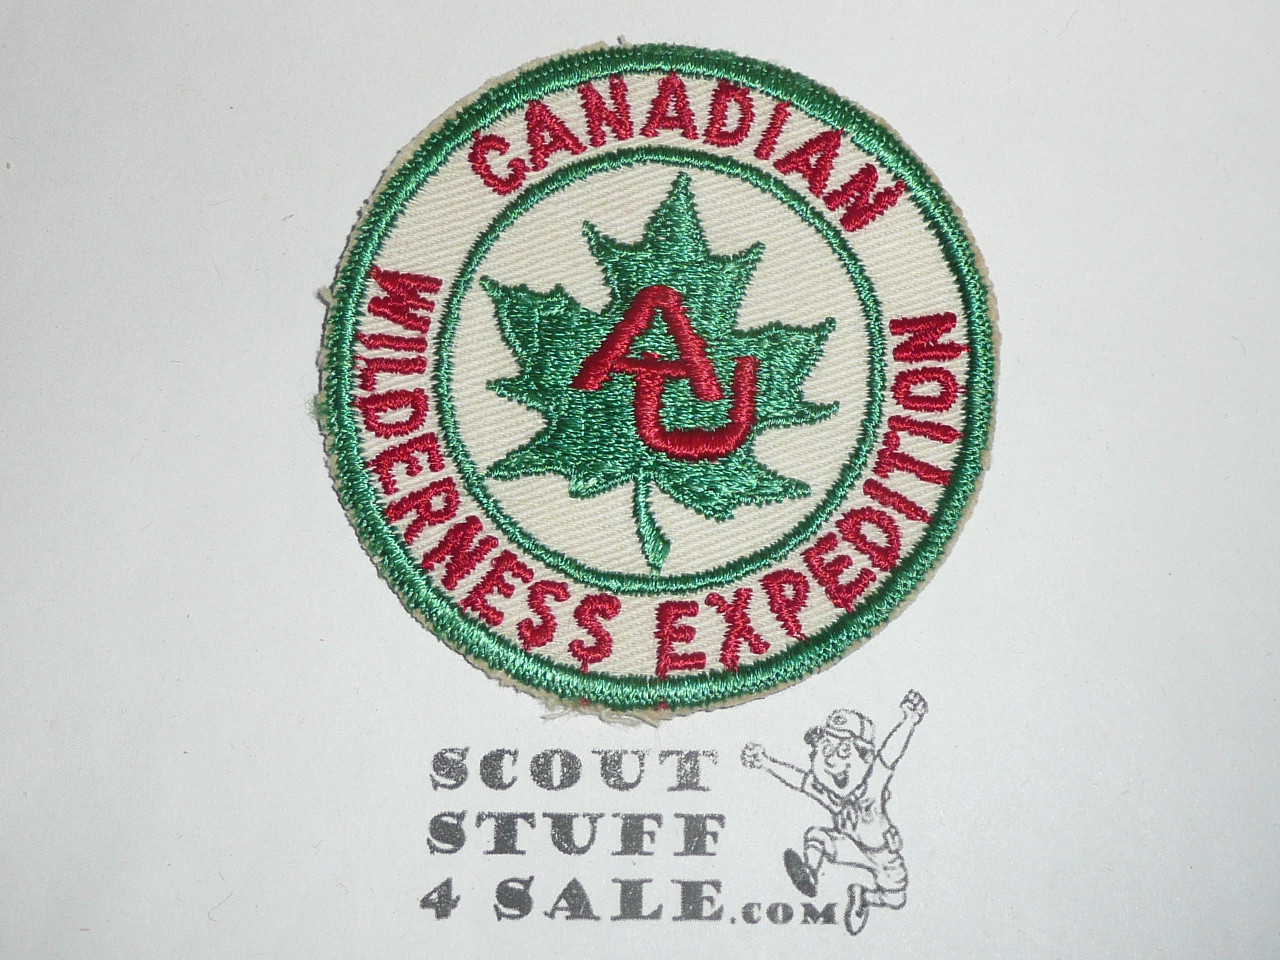 CANADIAN
AU
WILDERNESS EXPEDITION
SCOUT
STUFF
4 SALE.COM